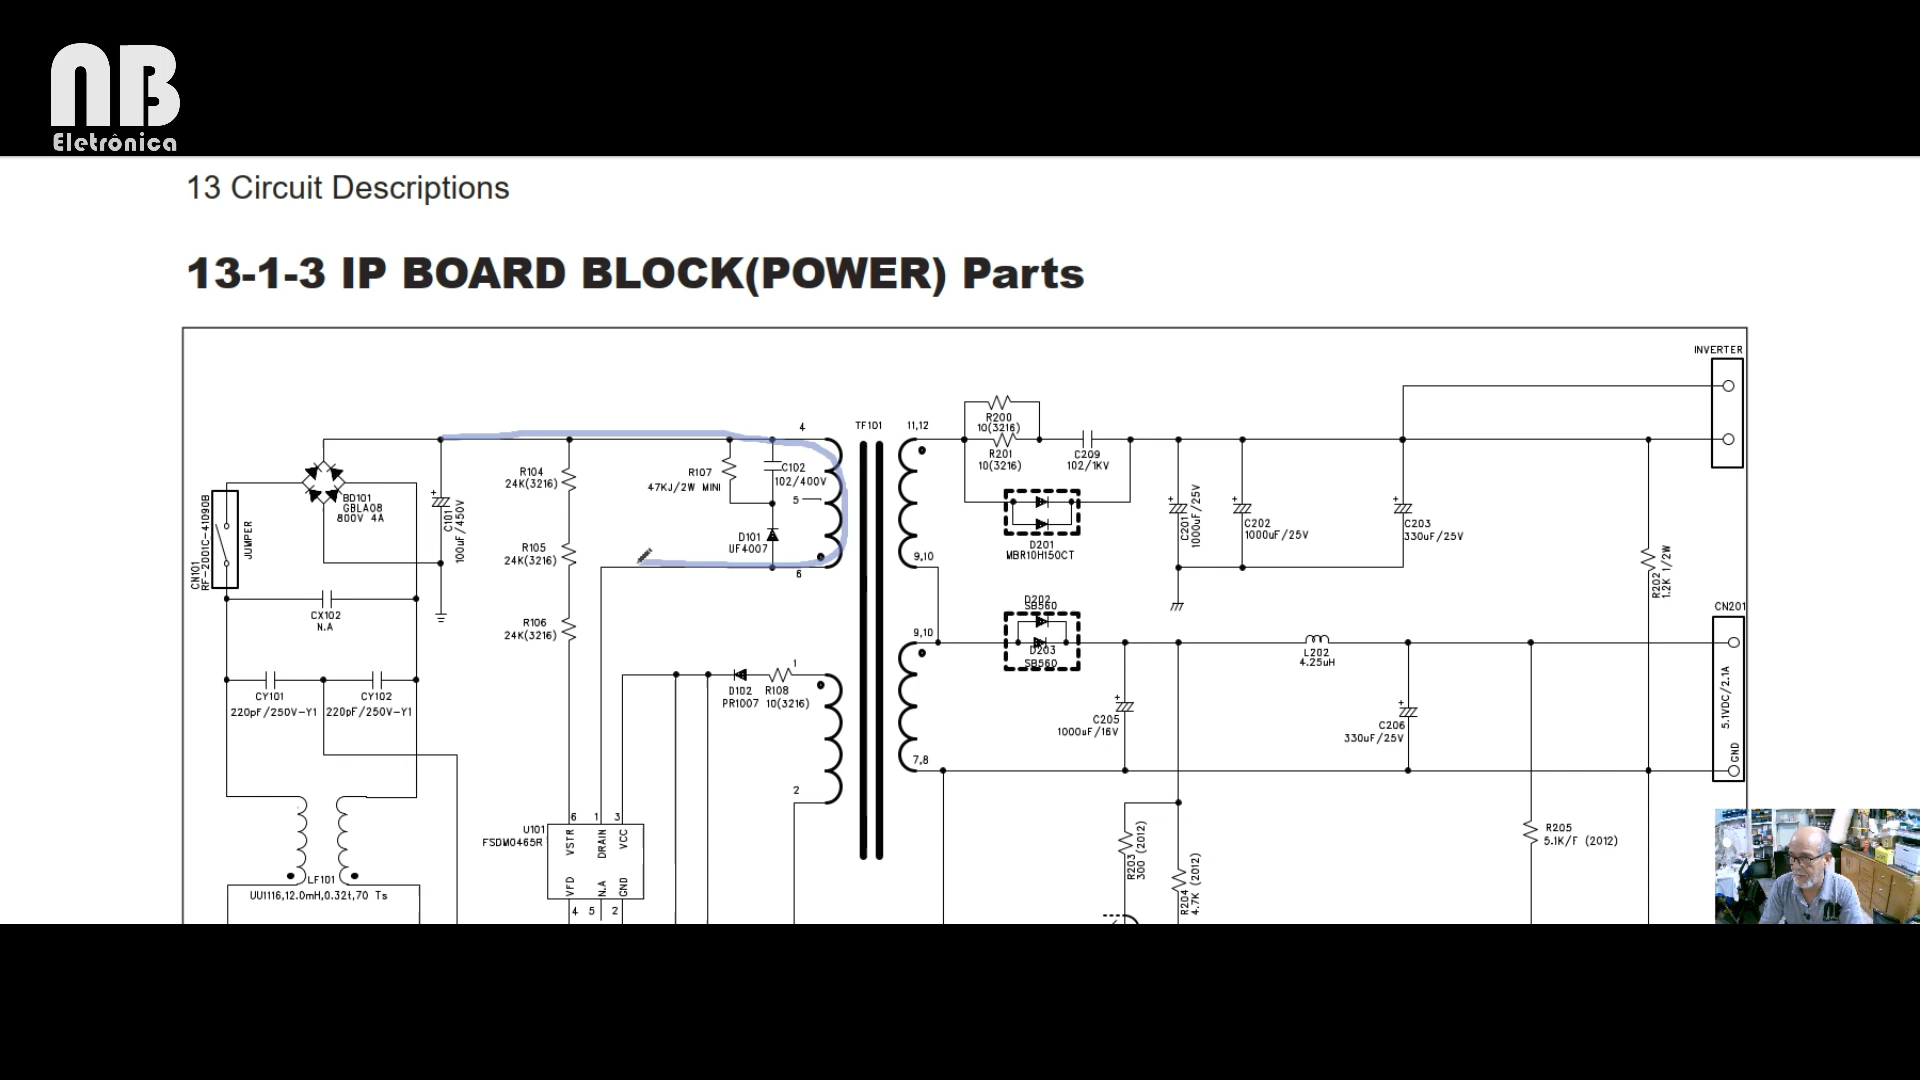 NB
Eletrônica
13 Circuit Descriptions
13-1-3 IP BOARD BLOCK(POWER) Parts
INVERTER
4
TF101
11,12
R200
10(3216)
R201
10(3216)
C209
102/1KV
R104
24K(3216)
R107
47KJ/2W MINI
C102
102/400V
5
BD101
GBLA08
800V 4A
C101
100uF/450V
CN101
RF-2001C-41090B
JUMPER
D101
UF4007
6
R105
24K(3216)
9,10
D201
MBR10H150CT
C201
1000uF/25V
C202
1000uF/25V
C203
330uF/25V
R202
1.2K 1/2W
CX102
N.A
R106
24K(3216)
D202
SB560
9,10
D203
SB560
CN201
5.1VDC/2.1A
GND
L202
4.25uH
1
D102
PR1007
R108
10(3216)
CY101
220pF/250V-Y1
CY102
220pF/250V-Y1
C205
1000uF/16V
C206
330uF/25V
7,8
2
U101
FSDM0465R
6
1
3
VSTR
DRAIN
VCC
VFD
N.A
GND
4
5
2
R203
300 (2012)
R204
4.7K (2012)
R205
5.1K/F (2012)
LF101
UU1116,12.0mH,0.32t,70 Ts